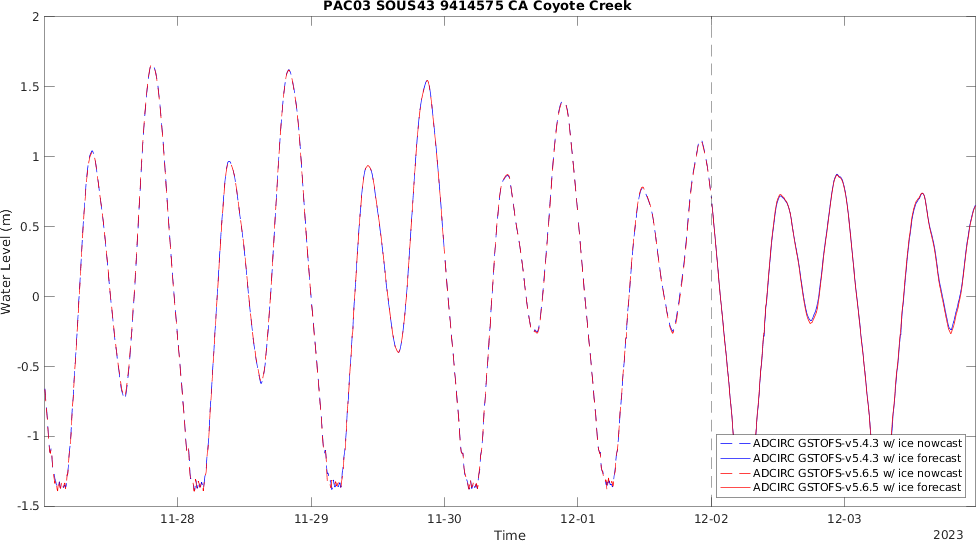 PAC03 SOUS43 9414575 CA Coyote Creek
2
1.5
1
0.5
0
-0.5
-1
-1.5
Water Level (m)
11-28
11-29
11-30
12-01
12-02
12-03
Time
2023
ADCIRC GSTOFS-v5.4.3 w/ ice nowcast
ADCIRC GSTOFS-v5.4.3 w/ ice forecast
ADCIRC GSTOFS-v5.6.5 w/ ice nowcast
ADCIRC GSTOFS-v5.6.5 w/ ice forecast